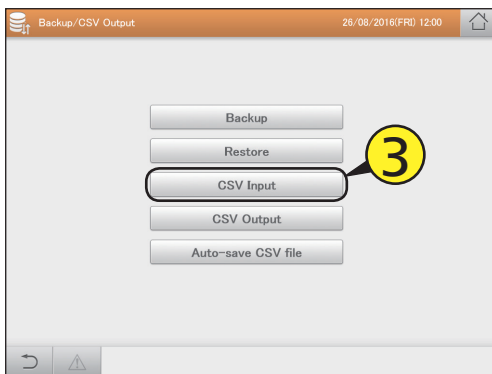 Backup/CSV Output
26/08/2016(FRI) 12:00
Backup
Restore
CSV Input
3
CSV Output
Auto-save CSV file